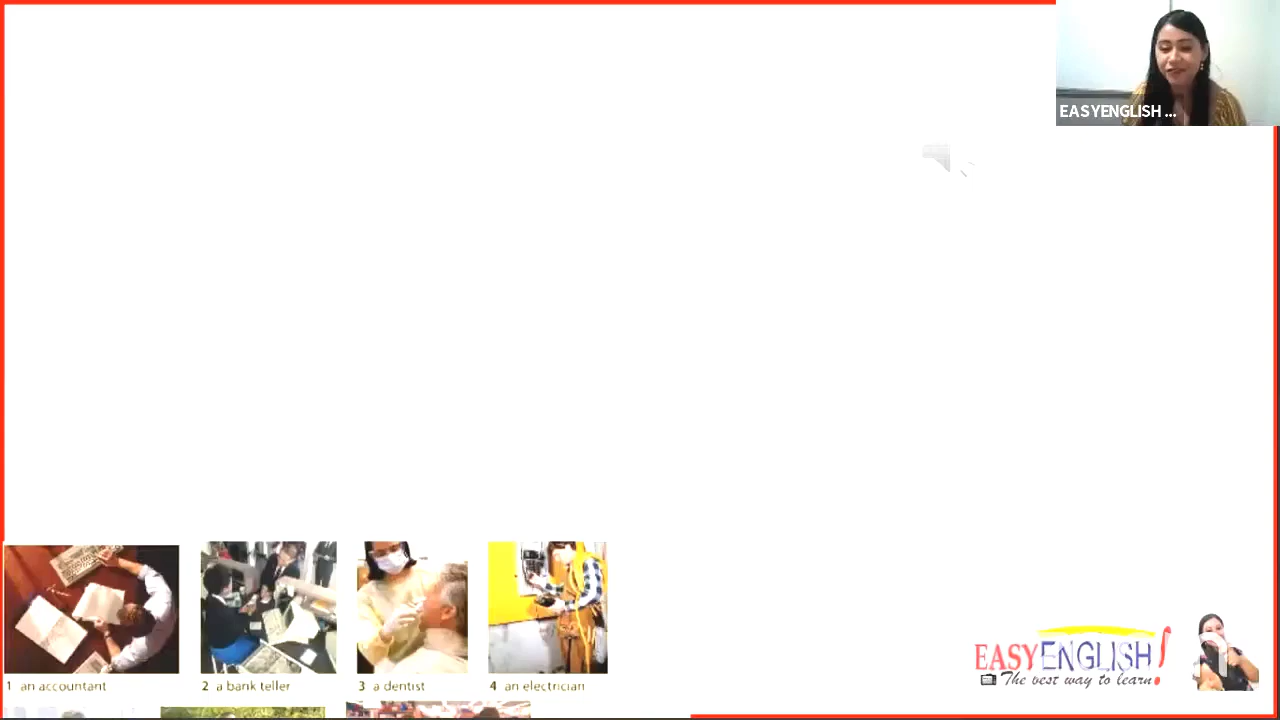 EASYENGLISH ...
1 an accountant
2 a bank teller
3 a dentist
4 an electrician
EASYENGLISH!
The best way to learn!